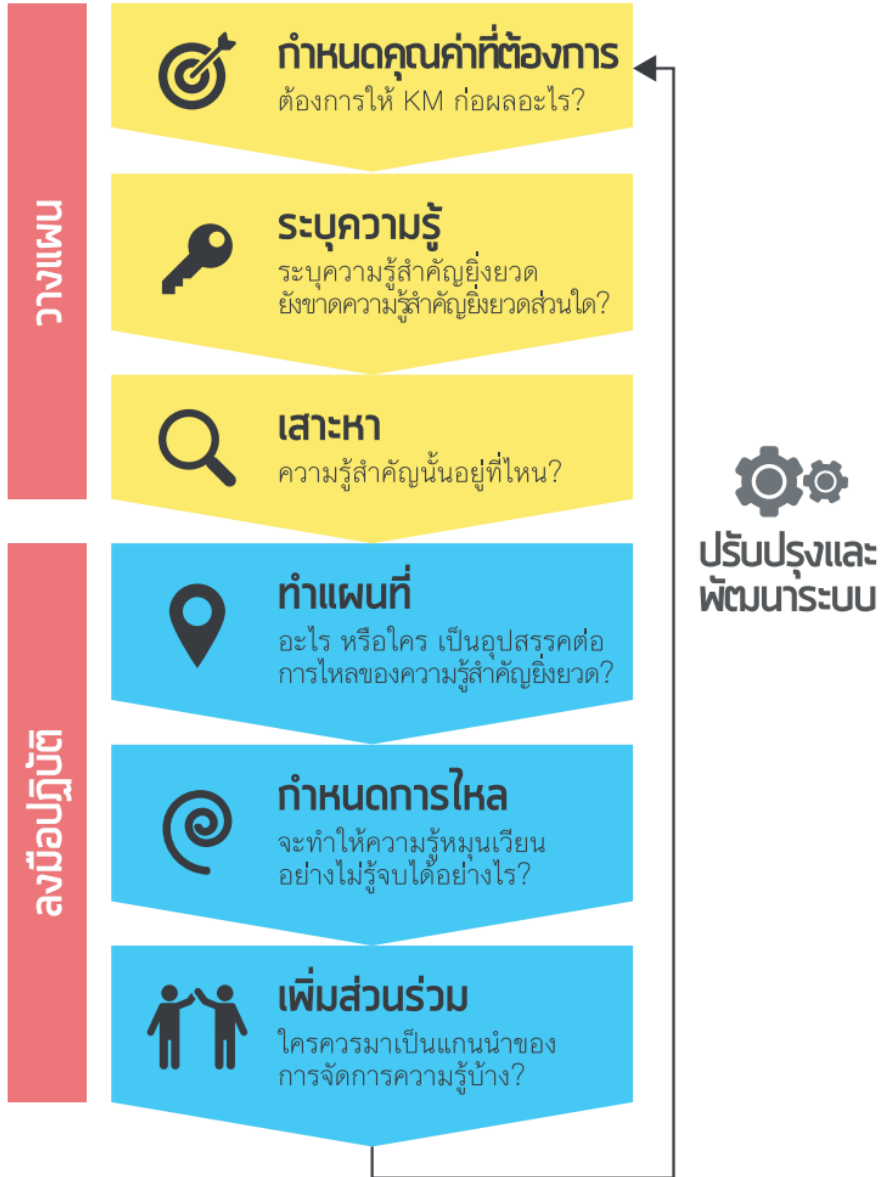 วางแผน
กำหนดคุณค่าที่ต้องการ
ต้องการให้ KM ก่อผลอะไร?
ระบุความรู้
ระบุความรู้สำคัญยิ่งยวด
ยังขาดความรู้สำคัญยิ่งยวดส่วนใด?
เสาะหา
ความรู้สำคัญนั้นอยู่ที่ไหน?
ลงมือปฏิบัติ
ทำแผนที่
อะไร หรือใคร เป็นอุปสรรคต่อ
การไหลของความรู้สำคัญยิ่งยวด?
กำหนดการไหล
จะทำให้ความรู้หมุนเวียน
อย่างไม่รู้จบได้อย่างไร?
เพิ่มส่วนร่วม
ใครควรมาเป็นแกนนำของ
การจัดการความรู้บ้าง?
ปรับปรุงและ
พัฒนาระบบ